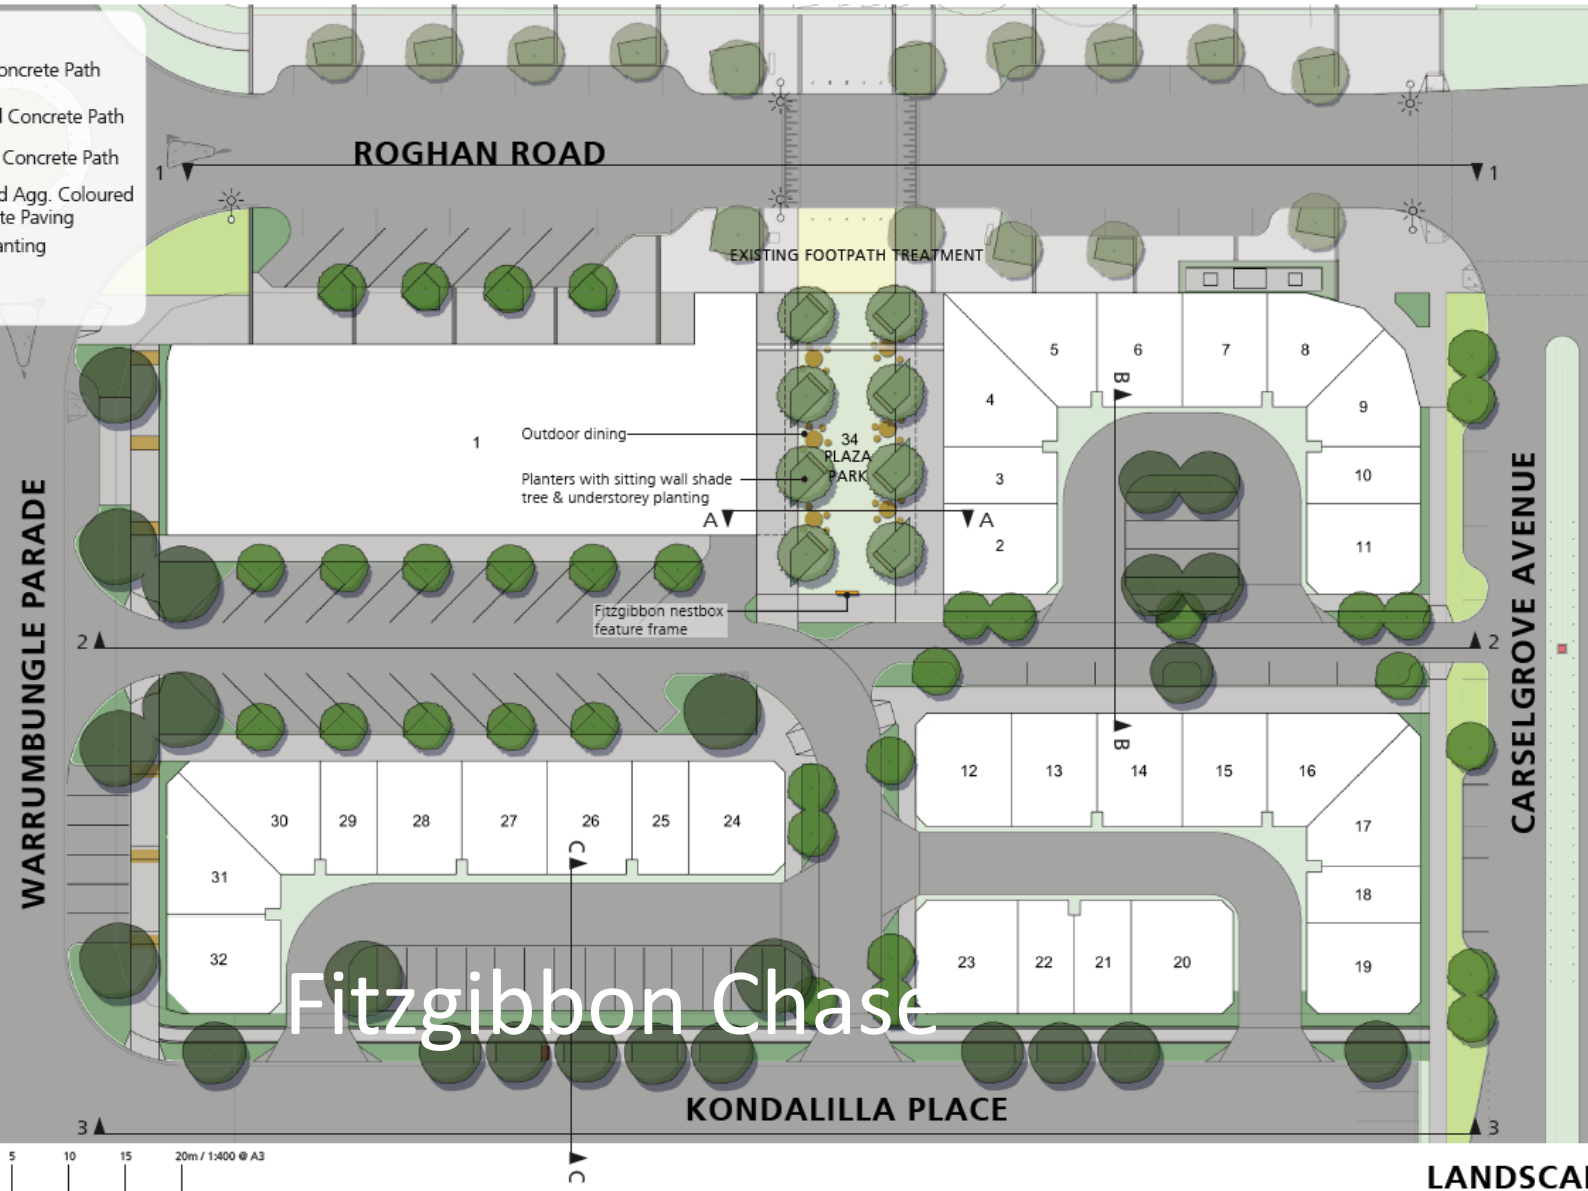 oncrete Path
Concrete Path
Concrete Path
d Agg. Coloured
te Paving
anting
ROGHAN ROAD
1
1
EXISTING FOOTPATH TREATMENT
5
6
7
8
B
4
9
1
Outdoor dining
34
PLAZA
PARK
3
10
Planters with sitting wall shade
tree & understorey planting
A
A
2
11
WARRUMBUNGLE PARADE
CARSELGROVE AVENUE
Fitzgibbon nestbox
feature frame
2
2
B
12
13
14
15
16
30
29
28
27
26
25
24
17
C
31
18
32
23
22
21
20
19
Fitzgibbon Chase
KONDALILLA PLACE
3
3
5
10
15
20m / 1:400 @ A3
C
LANDSCA